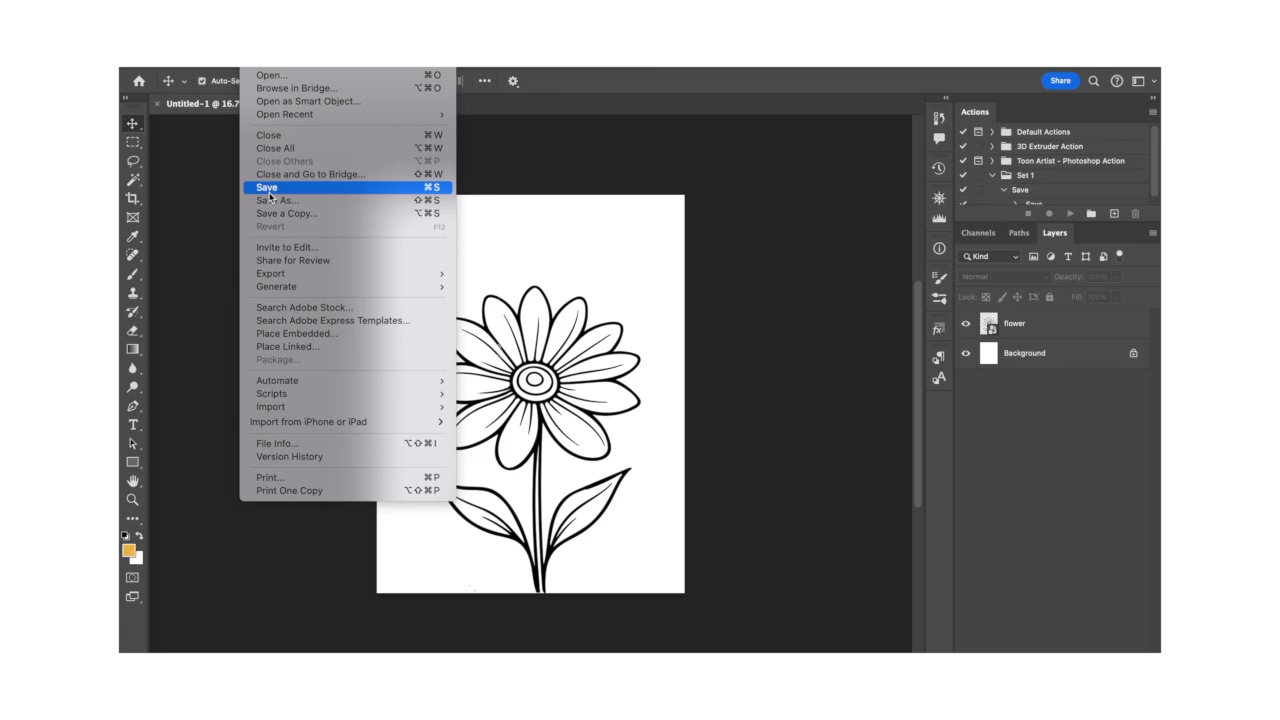 Auto-Se
Share
Untitled-1 @ 16.7
Open... ⌘O
Browse in Bridge... ⌥⌘O
Open as Smart Object...
Open Recent
Close ⌘W
Close All ⌥⌘W
Close Others ⌥⌘P
Close and Go to Bridge... ⇧⌘W
Save ⌘S
Save As... ⇧⌘S
Save a Copy... ⌥⌘S
Revert F12
Invite to Edit...
Share for Review
Export
Generate
Search Adobe Stock...
Search Adobe Express Templates...
Place Embedded...
Place Linked...
Package...
Automate
Scripts
Import
Import from iPhone or iPad
File Info... ⌥⇧⌘I
Version History
Print... ⌘P
Print One Copy ⌥⇧⌘P
Actions
Default Actions
3D Extruder Action
Toon Artist - Photoshop Action
Set 1
Save
Save
Channels Paths Layers
Kind
Normal Opacity: 100%
Lock: Fill: 100%
flower
Background